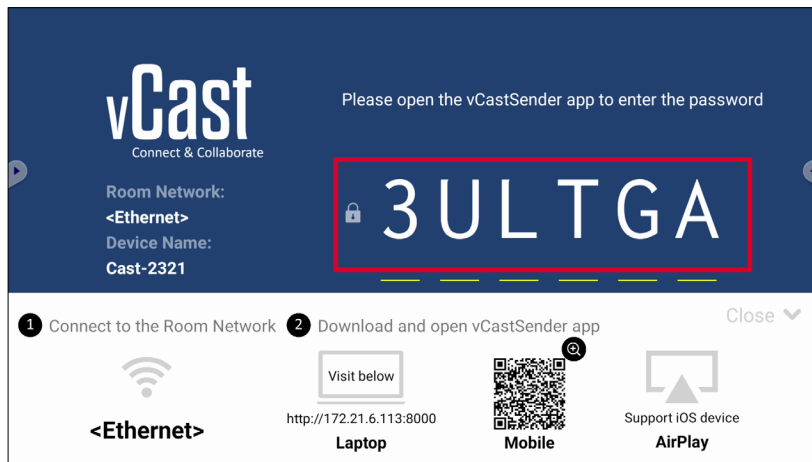 vCast
Connect & Collaborate
Please open the vCastSender app to enter the password
Room Network:
<Ethernet>
Device Name:
Cast-2321
3ULTGA
1 Connect to the Room Network
2 Download and open vCastSender app
Close
<Ethernet>
Visit below
http://172.21.6.113:8000
Laptop
Mobile
Support iOS device
AirPlay